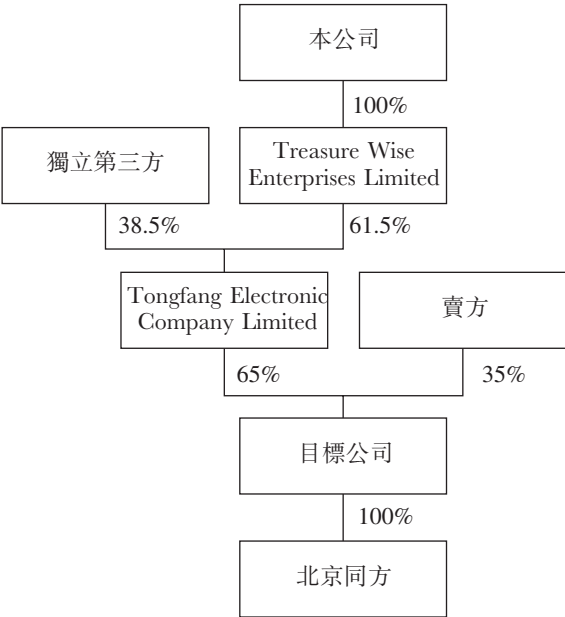 本公司
100%
獨立第三方
Treasure Wise
Enterprises Limited
38.5%
61.5%
Tongfang Electronic
Company Limited
賣方
65%
35%
目標公司
100%
北京同方